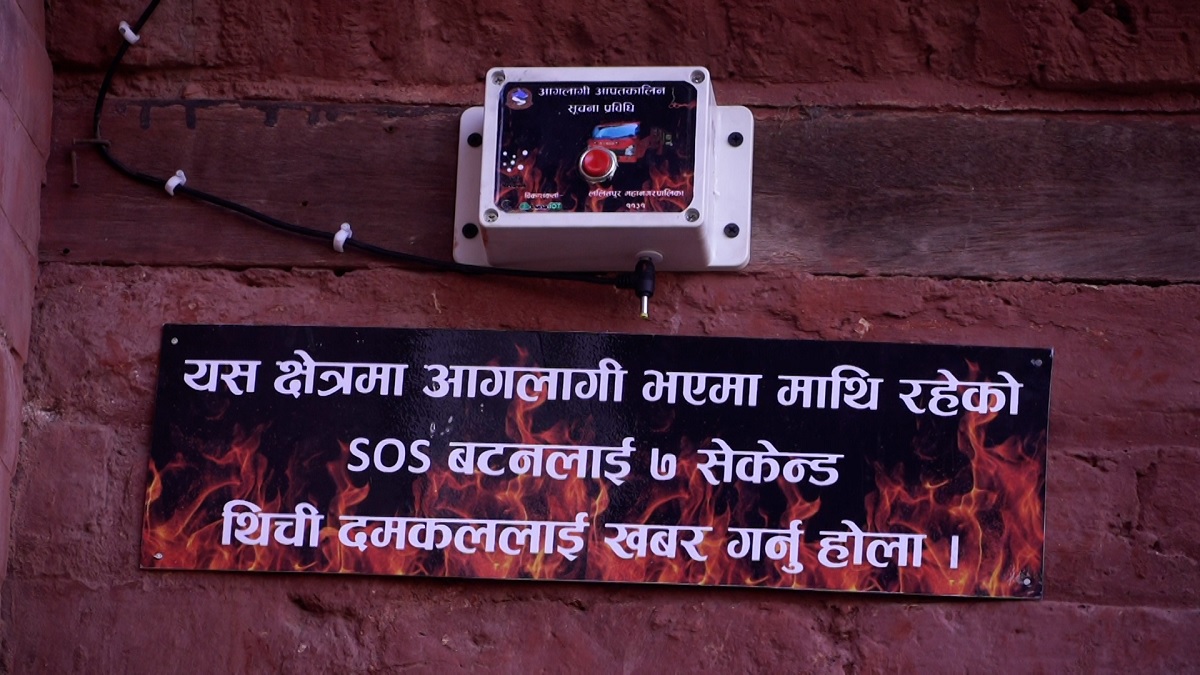 आगलागी आपतकालिन
सूचना प्रविधि
ललितपुर महानगरपालिका
यस क्षेत्रमा आगलागी भएमा माथि रहेको
SOS बटनलाई ७ सेकेन्ड
थिची दमकललाई खबर गर्नु होला ।